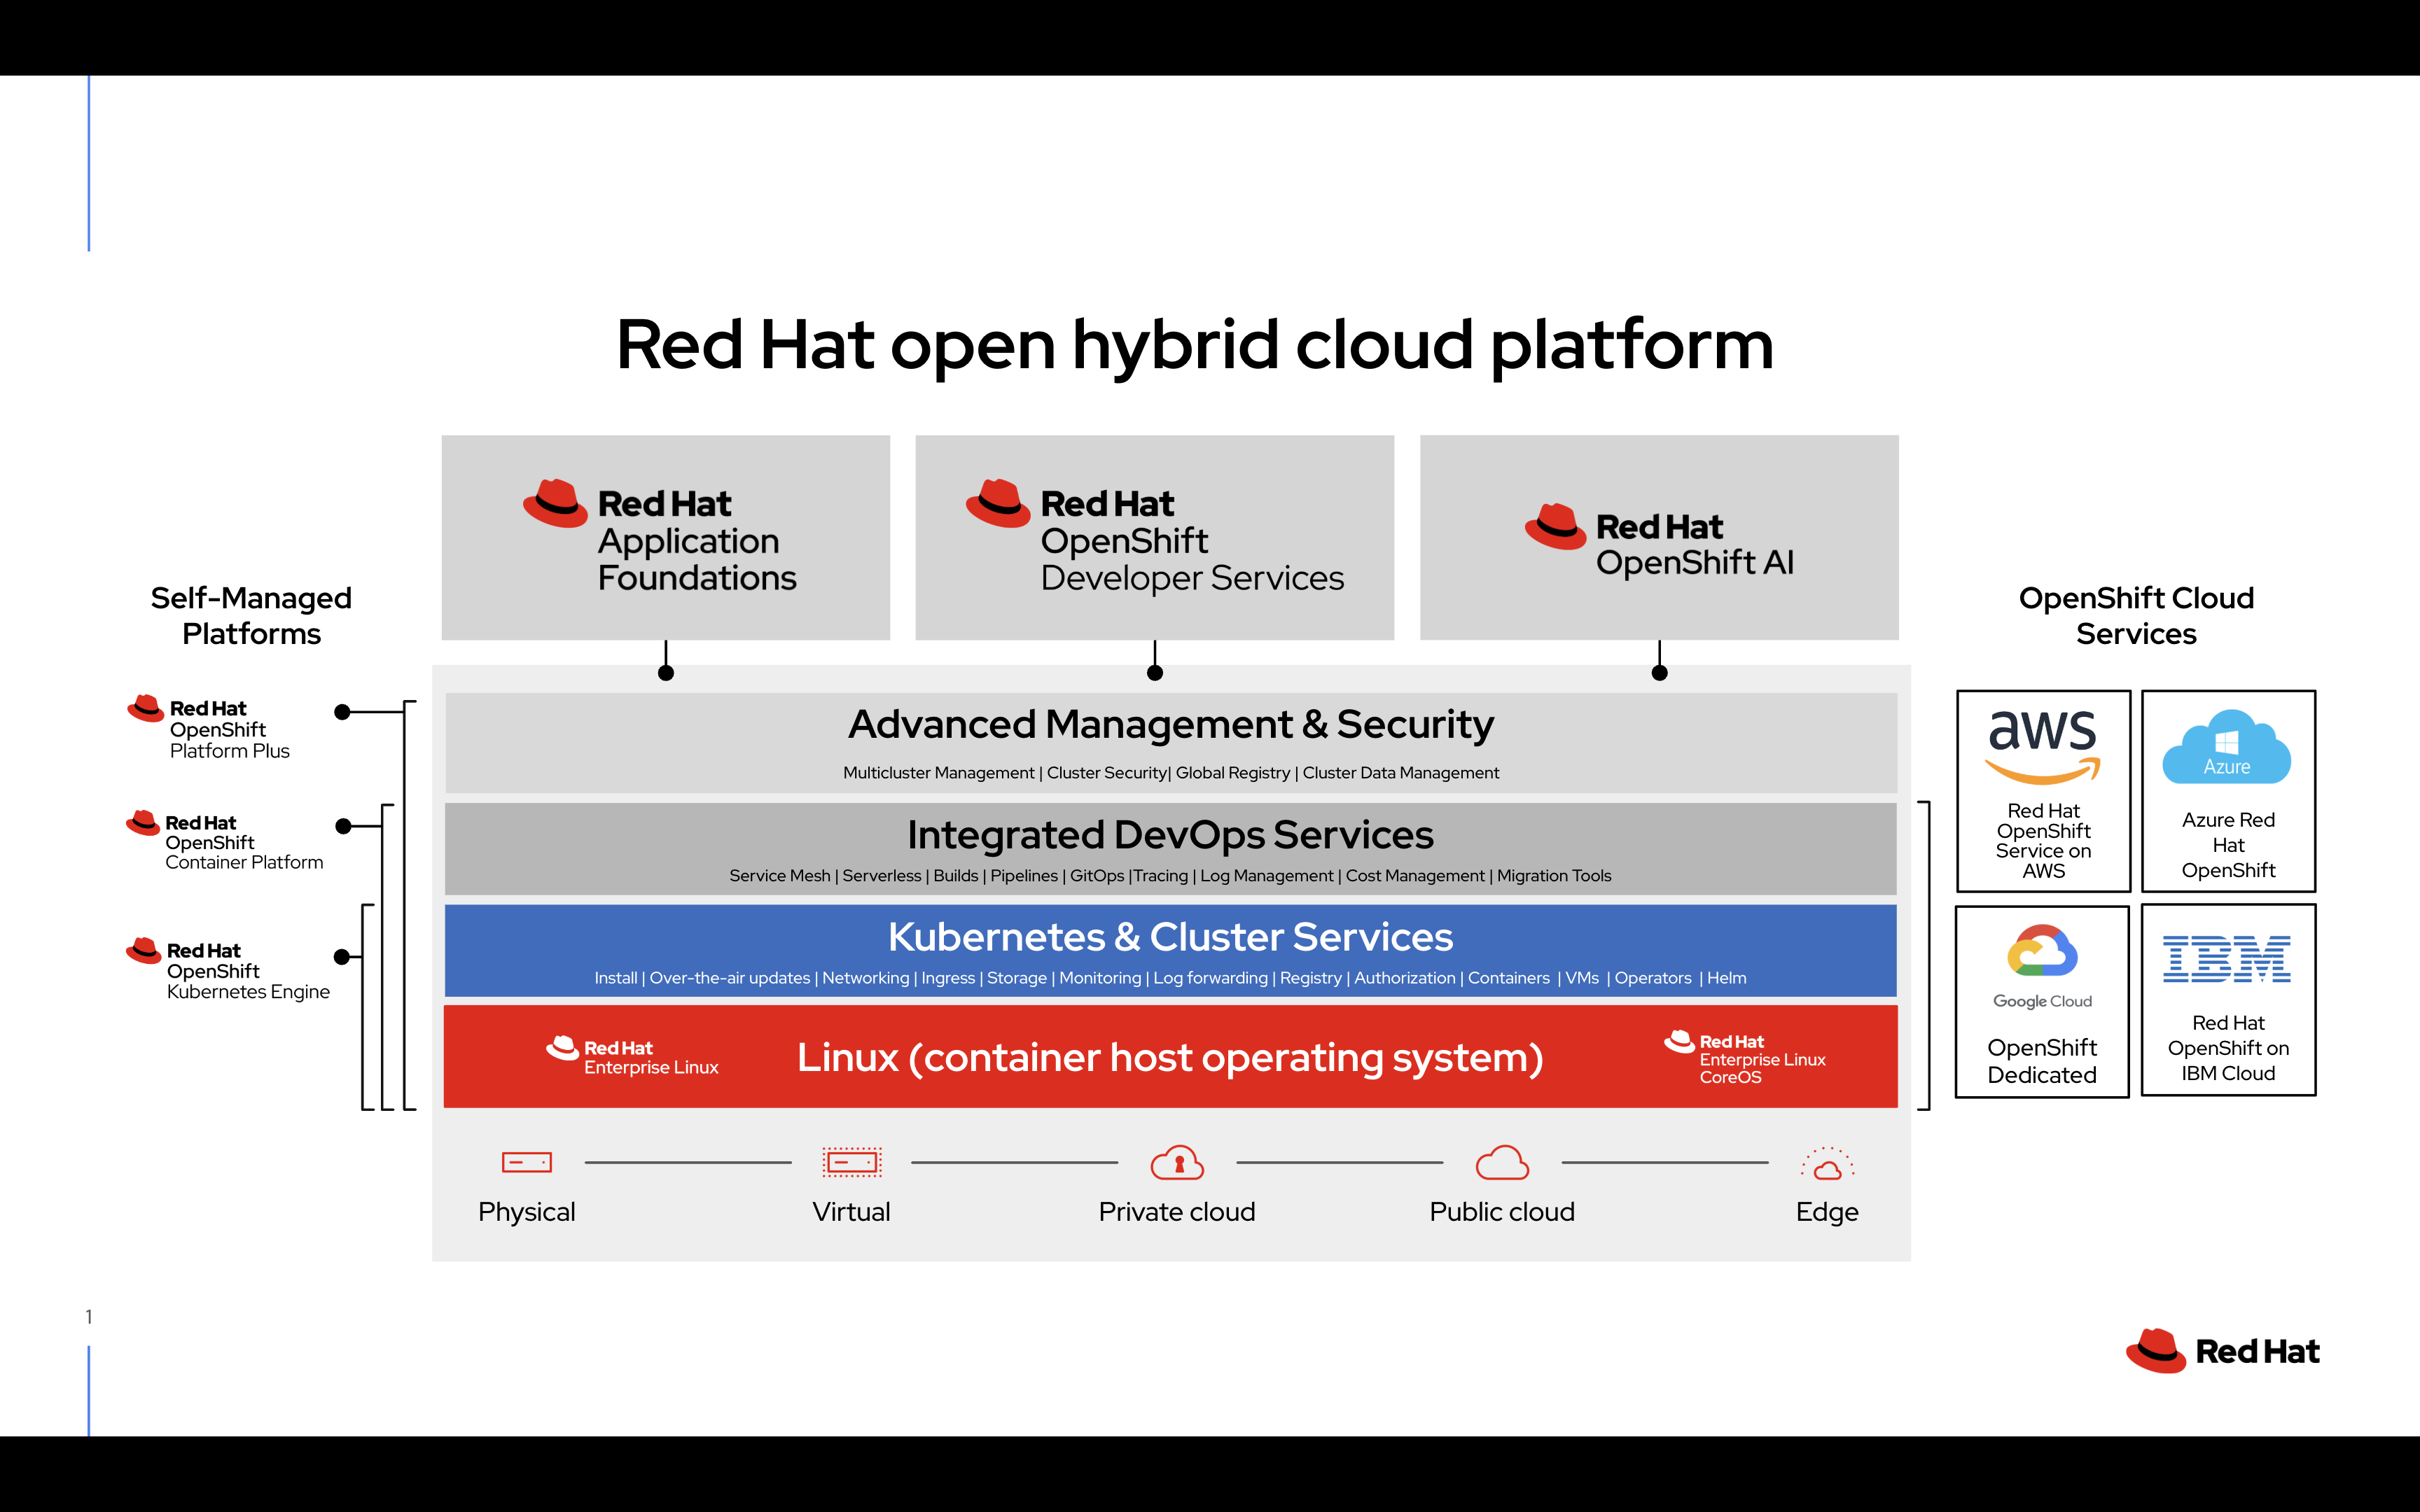 Red Hat open hybrid cloud platform
Red Hat
Application
Foundations
Red Hat
OpenShift
Developer Services
Red Hat
OpenShift AI
Self-Managed
Platforms
Red Hat
OpenShift
Platform Plus
Red Hat
OpenShift
Container Platform
Red Hat
OpenShift
Kubernetes Engine
Advanced Management & Security
Multicluster Management | Cluster Security| Global Registry | Cluster Data Management
Integrated DevOps Services
Service Mesh | Serverless | Builds | Pipelines | GitOps |Tracing | Log Management | Cost Management | Migration Tools
Kubernetes & Cluster Services
Install | Over-the-air updates | Networking | Ingress | Storage | Monitoring | Log forwarding | Registry | Authorization | Containers | VMs | Operators | Helm
Red Hat
Enterprise Linux
Linux (container host operating system)
Red Hat
Enterprise Linux
CoreOS
Physical
Virtual
Private cloud
Public cloud
Edge
OpenShift Cloud
Services
aws
Red Hat
OpenShift
Service on
AWS
Azure
Azure Red
Hat
OpenShift
Google Cloud
OpenShift
Dedicated
IBM
Red Hat
OpenShift on
IBM Cloud
1
Red Hat